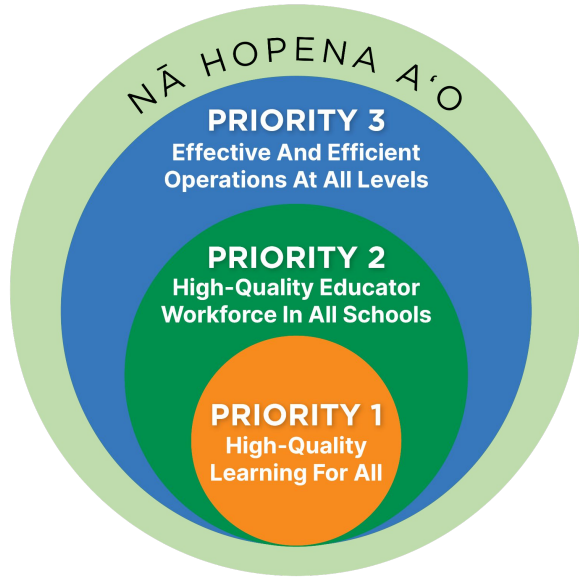 NĀ HOPENA AʻO
PRIORITY 3
Effective And Efficient
Operations At All Levels
PRIORITY 2
High-Quality Educator
Workforce In All Schools
PRIORITY 1
High-Quality
Learning For All